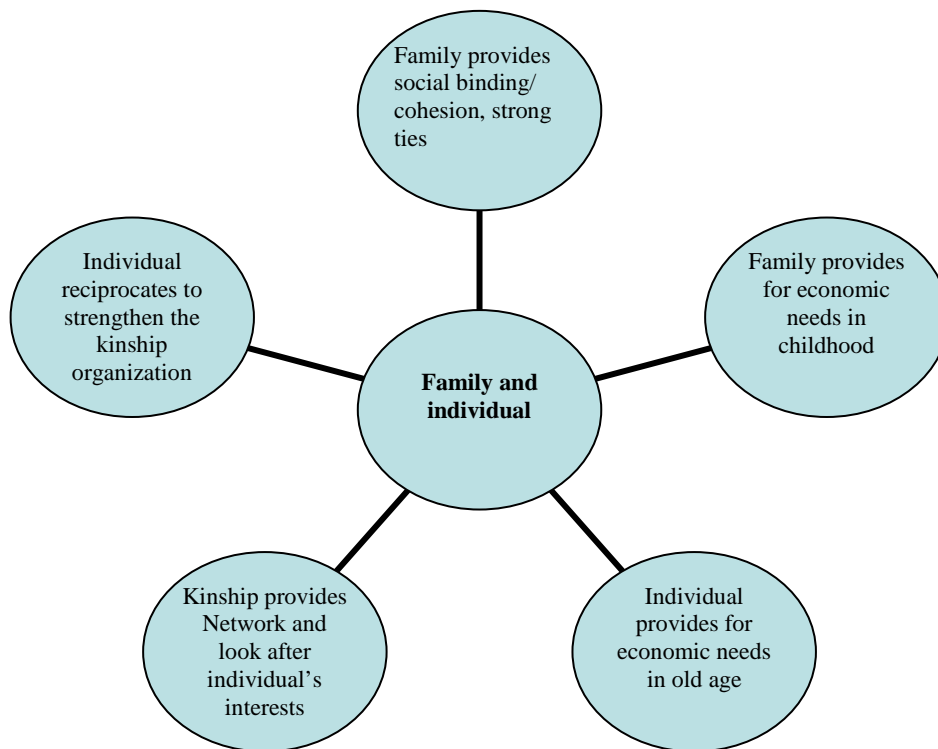 Family provides
social binding/
cohesion, strong
ties
Individual
reciprocates to
strengthen the
kinship
organization
Family provides
for economic
needs in
childhood
Family and
individual
Kinship provides
Network and
look after
individual’s
interests
Individual
provides for
economic needs
in old age